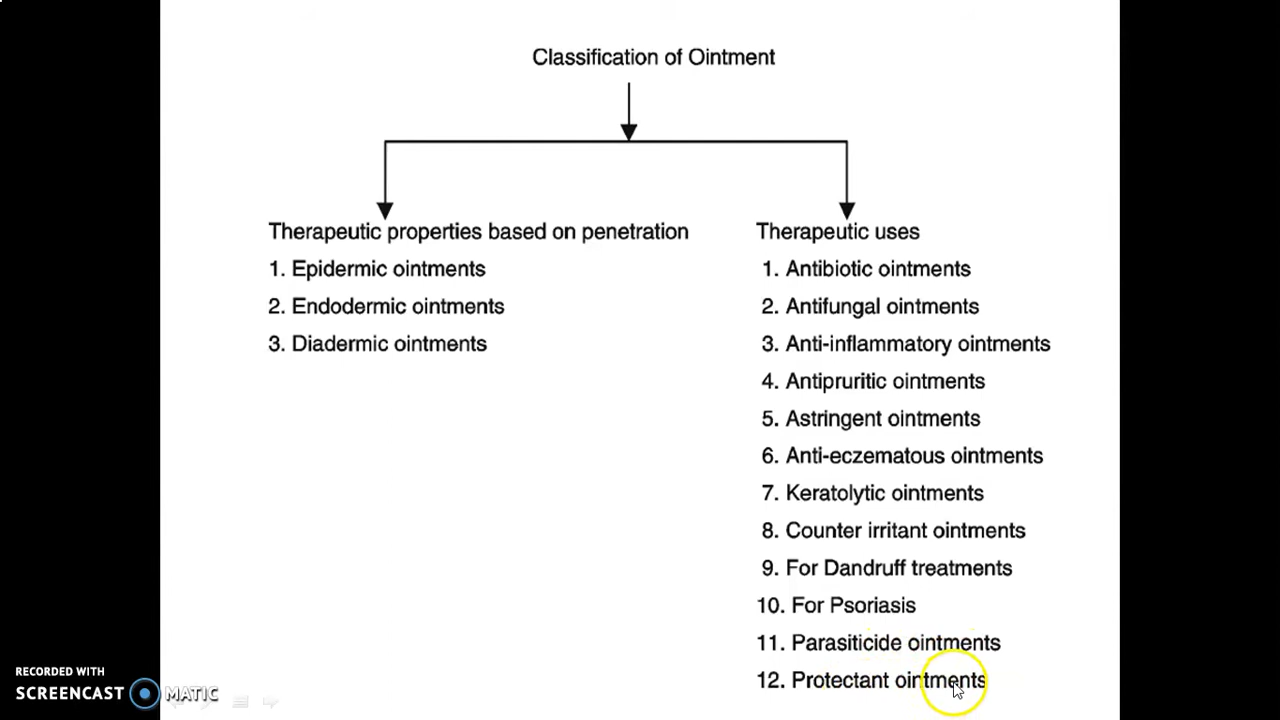 Classification of Ointment
Therapeutic properties based on penetration
1. Epidermic ointments
2. Endodermic ointments
3. Diadermic ointments
Therapeutic uses
1. Antibiotic ointments
2. Antifungal ointments
3. Anti-inflammatory ointments
4. Antipruritic ointments
5. Astringent ointments
6. Anti-eczematous ointments
7. Keratolytic ointments
8. Counter irritant ointments
9. For Dandruff treatments
10. For Psoriasis
11. Parasiticide ointments
12. Protectant ointments
RECORDED WITH
SCREENCAST MATIC